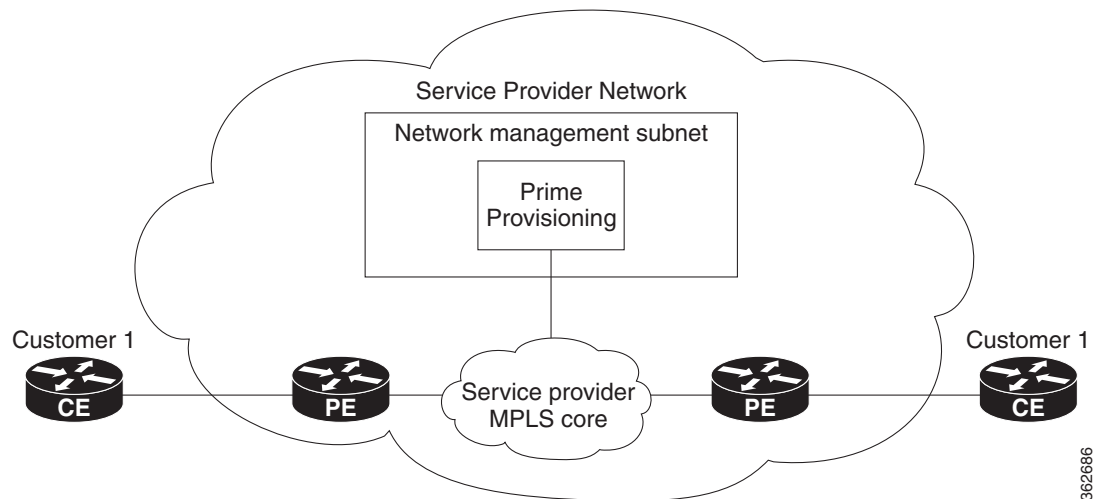 Service Provider Network
Network management subnet
Prime
Provisioning
Customer 1
Customer 1
CE
PE
Service provider
MPLS core
PE
CE
362686